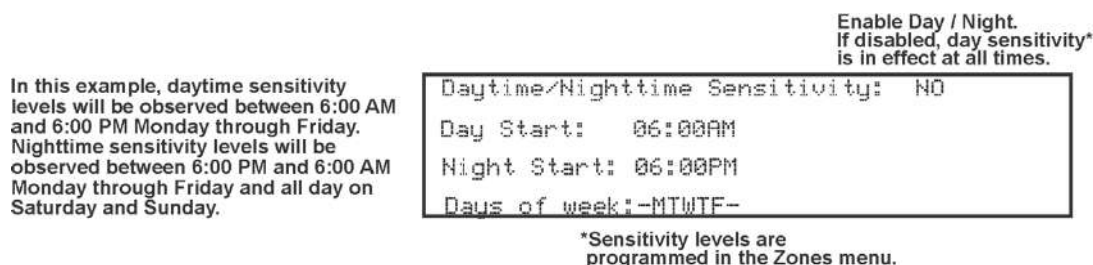 Enable Day / Night.
If disabled, day sensitivity*
is in effect at all times.
In this example, daytime sensitivity
levels will be observed between 6:00 AM
and 6:00 PM Monday through Friday.
Nighttime sensitivity levels will be
observed between 6:00 PM and 6:00 AM
Monday through Friday and all day on
Saturday and Sunday.
Daytime/Nighttime Sensitivity: NO
Day Start: 06:00AM
Night Start: 06:00PM
Days of week:-MTWTF-
*Sensitivity levels are
programmed in the Zones menu.